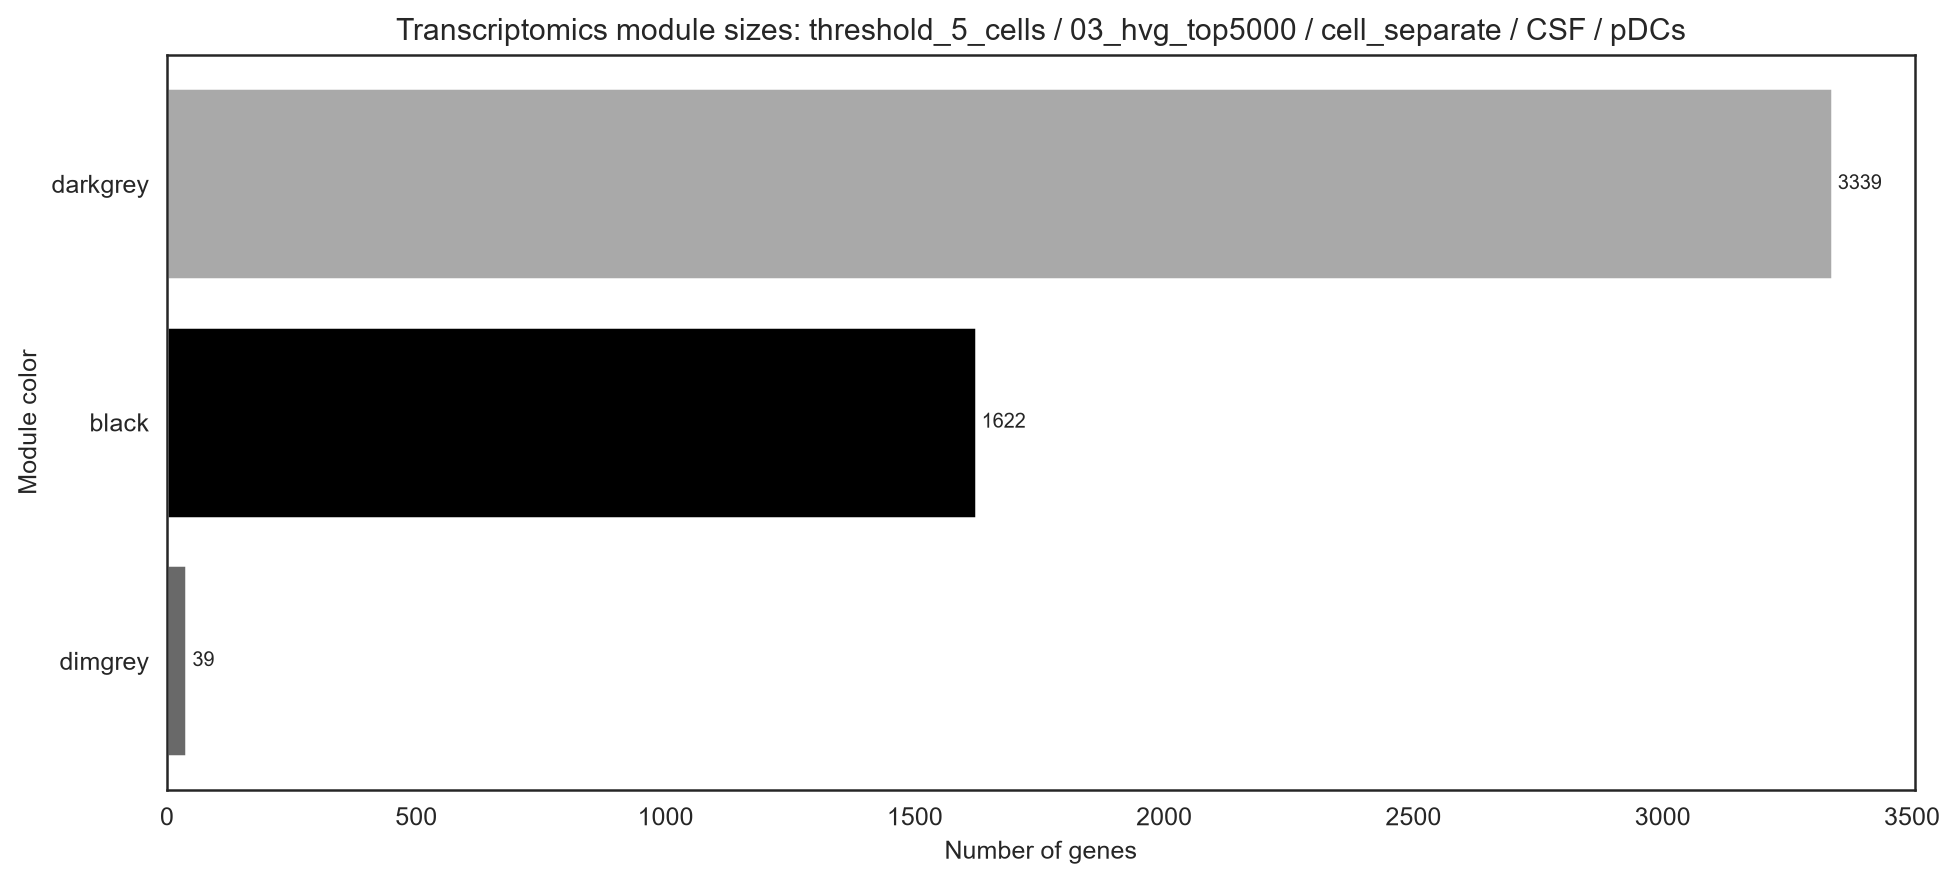 Transcriptomics module sizes: threshold_5_cells / 03_hvg_top5000 / cell_separate / CSF / pDCs
Module color
darkgrey
3339
black
1622
dimgrey
39
0 500 1000 1500 2000 2500 3000 3500
Number of genes